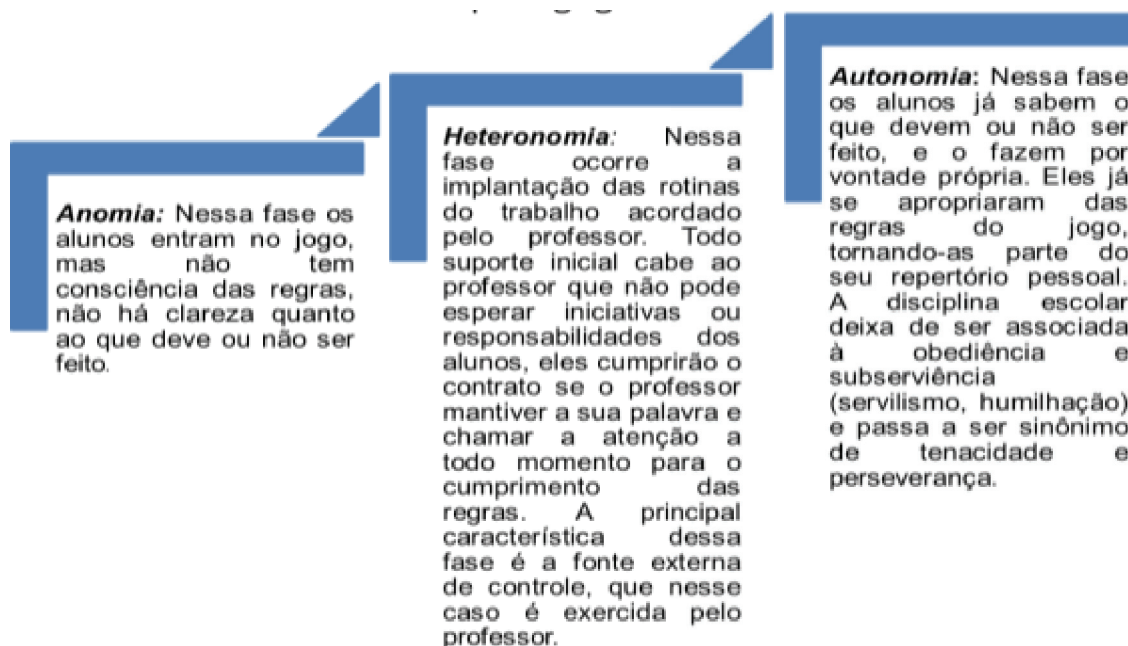 Anomia: Nessa fase os
alunos entram no jogo,
mas não tem
consciência das regras,
não há clareza quanto
ao que deve ou não ser
feito.
Heteronomia: Nessa
fase ocorre a
implantação das rotinas
do trabalho acordado
pelo professor. Todo
suporte inicial cabe ao
professor que não pode
esperar iniciativas ou
responsabilidades dos
alunos, eles cumprirão o
contrato se o professor
mantiver a sua palavra e
chamar a atenção a
todo momento para o
cumprimento das
regras. A principal
característica dessa
fase é a fonte externa
de controle, que nesse
caso é exercida pelo
professor.
Autonomia: Nessa fase
os alunos já sabem o
que devem ou não ser
feito, e o fazem por
vontade própria. Eles já
se apropriaram das
regras do jogo,
tornando-as parte do
seu repertório pessoal.
A disciplina escolar
deixa de ser associada
à obediência e
subserviência
(servilismo, humilhação)
e passa a ser sinônimo
de tenacidade e
perseverança.